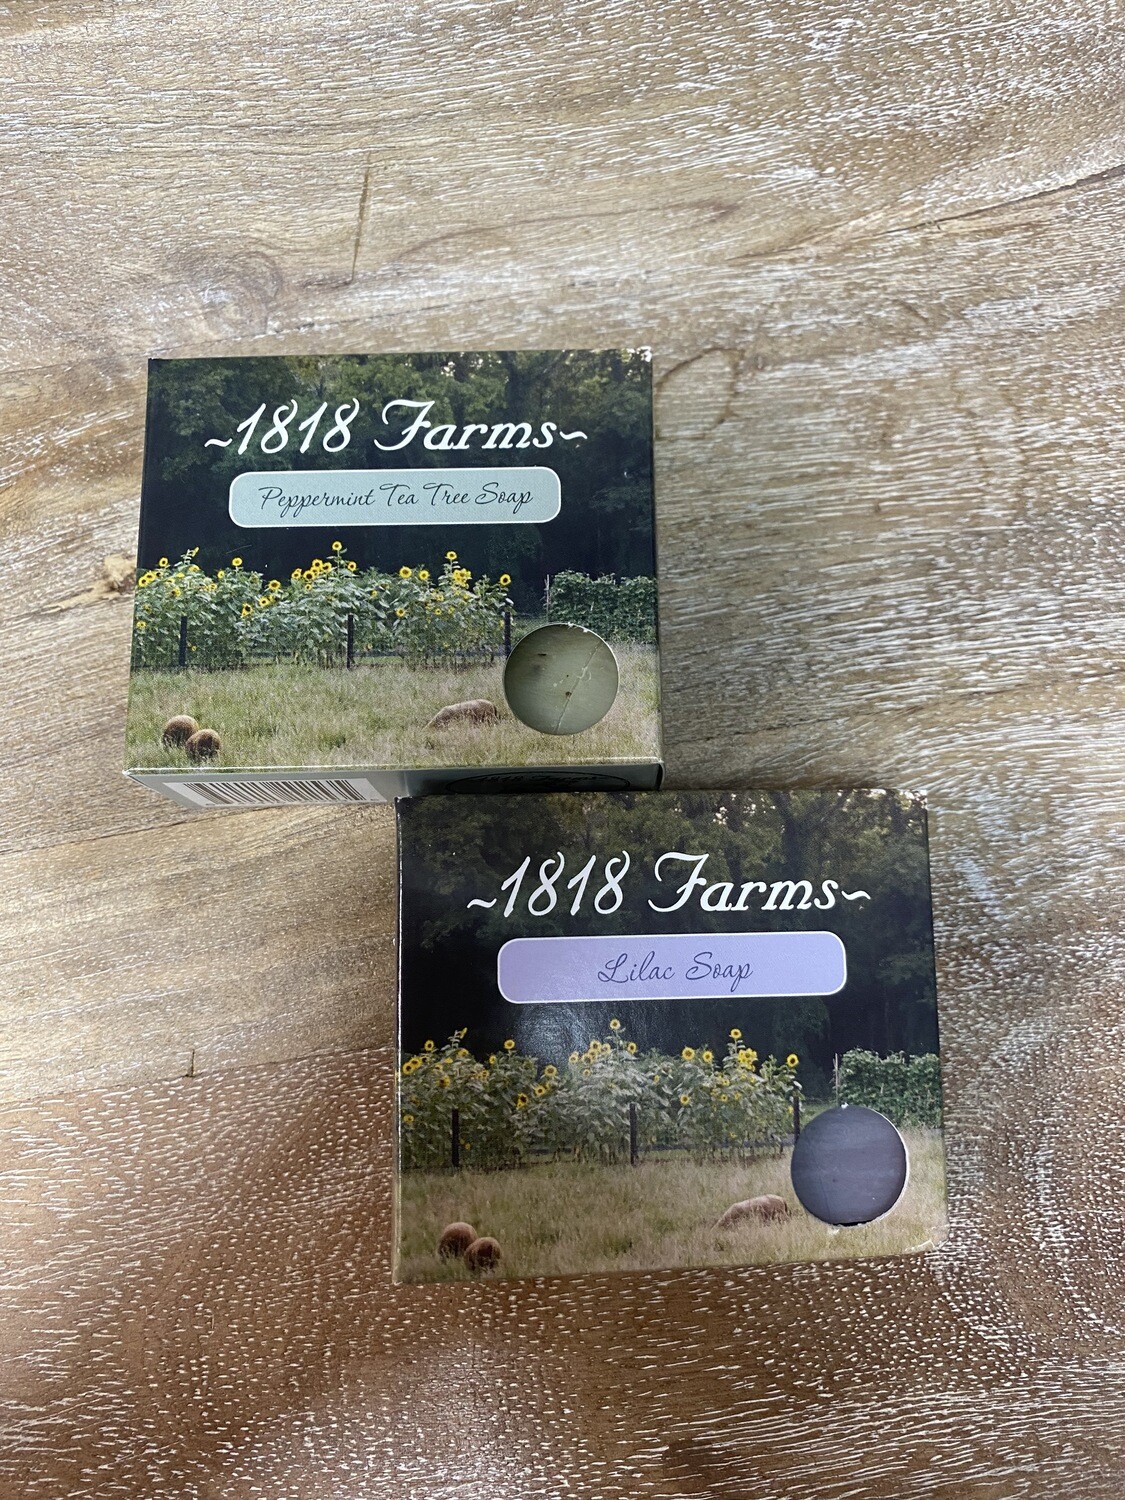 ~1818 Farms~
Peppermint Tea Tree Soap
~1818 Farms~
Lilac Soap